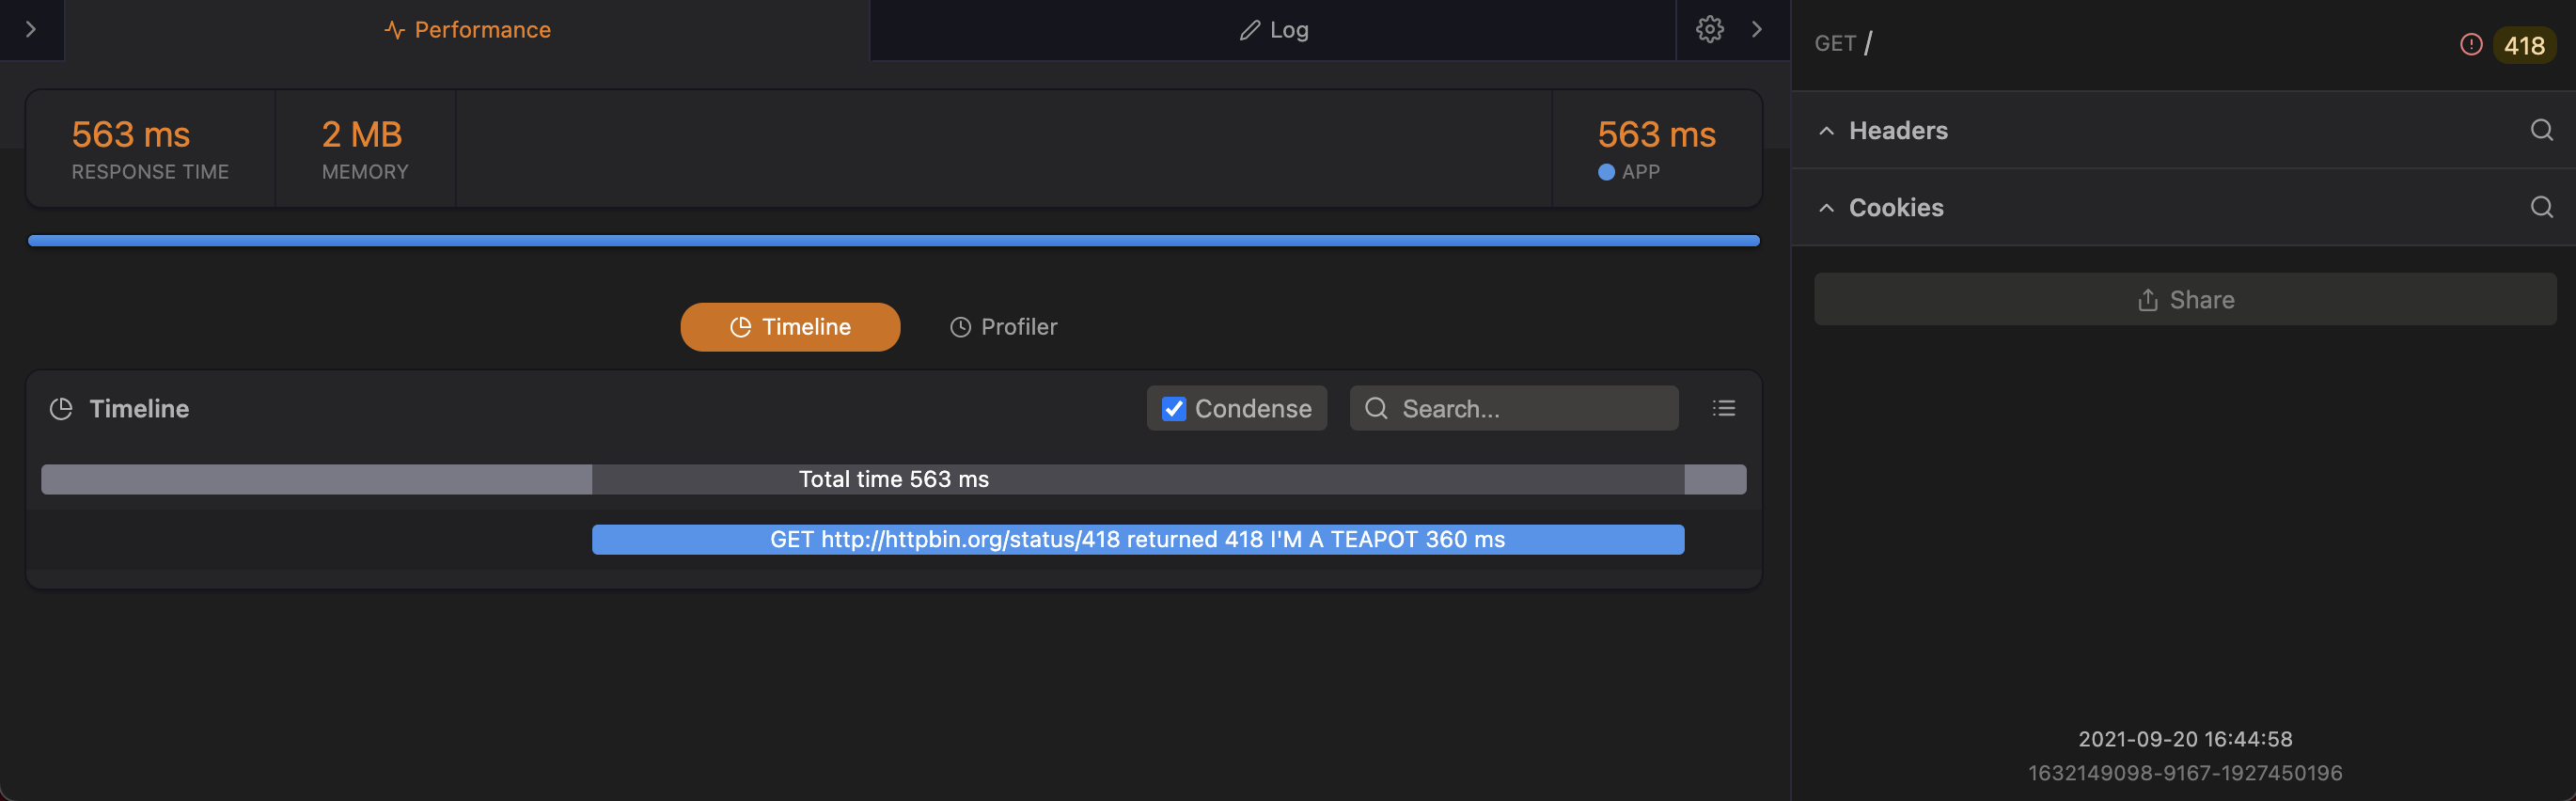 Performance
Log
563 ms
RESPONSE TIME
2 MB
MEMORY
563 ms
APP
Timeline
Profiler
Timeline
Condense
Search...
Total time 563 ms
GET http://httpbin.org/status/418 returned 418 I'M A TEAPOT 360 ms
GET / 418
Headers
Cookies
Share
2021-09-20 16:44:58
1632149098-9167-1927450196